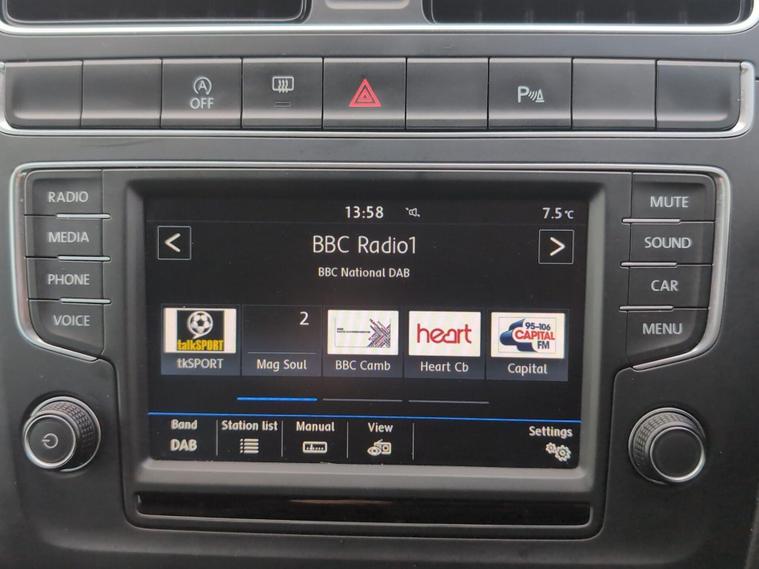 A
OFF
P
RADIO
MEDIA
PHONE
VOICE
MUTE
SOUND
CAR
MENU
13:58
7.5°C
<
BBC Radio1
>
BBC National DAB
talkSPORT
tkSPORT
2
Mag Soul
BBC Camb
heart
Heart Cb
95-106
CAPITAL
FM
Capital
Band
DAB
Station list
Manual
View
Settings